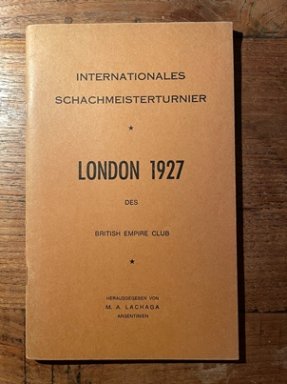 INTERNATIONALES
SCHACHMEISTERTURNIER
★
LONDON 1927
DES
BRITISH EMPIRE CLUB
★
HERAUSGEGEBEN VON
M. A. LACHAGA
ARGENTINIEN